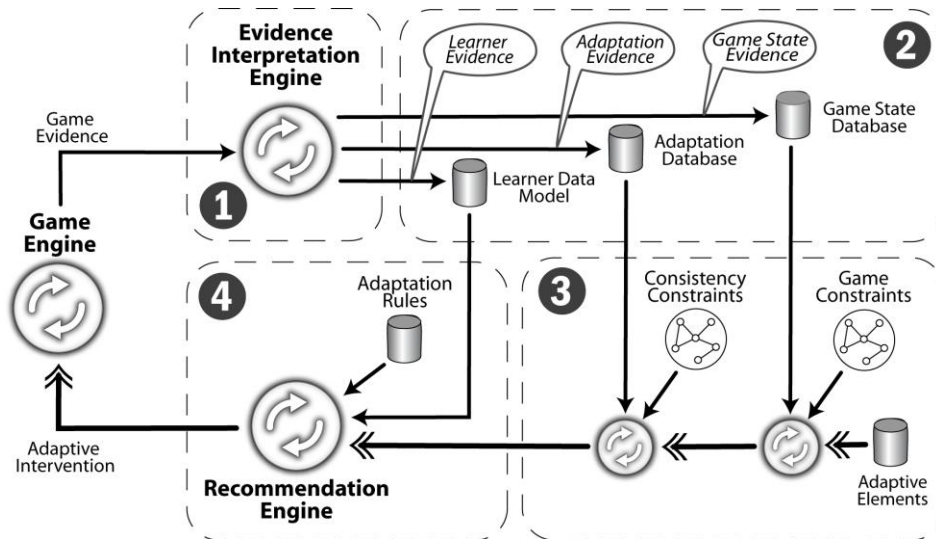 Evidence
Interpretation
Engine
Learner
Evidence
Adaptation
Evidence
Game State
Evidence
2
Game
Evidence
Game State
Database
Adaptation
Database
Learner Data
Model
1
Game
Engine
4
Adaptation
Rules
3
Consistency
Constraints
Game
Constraints
Adaptive
Intervention
Recommendation
Engine
Adaptive
Elements